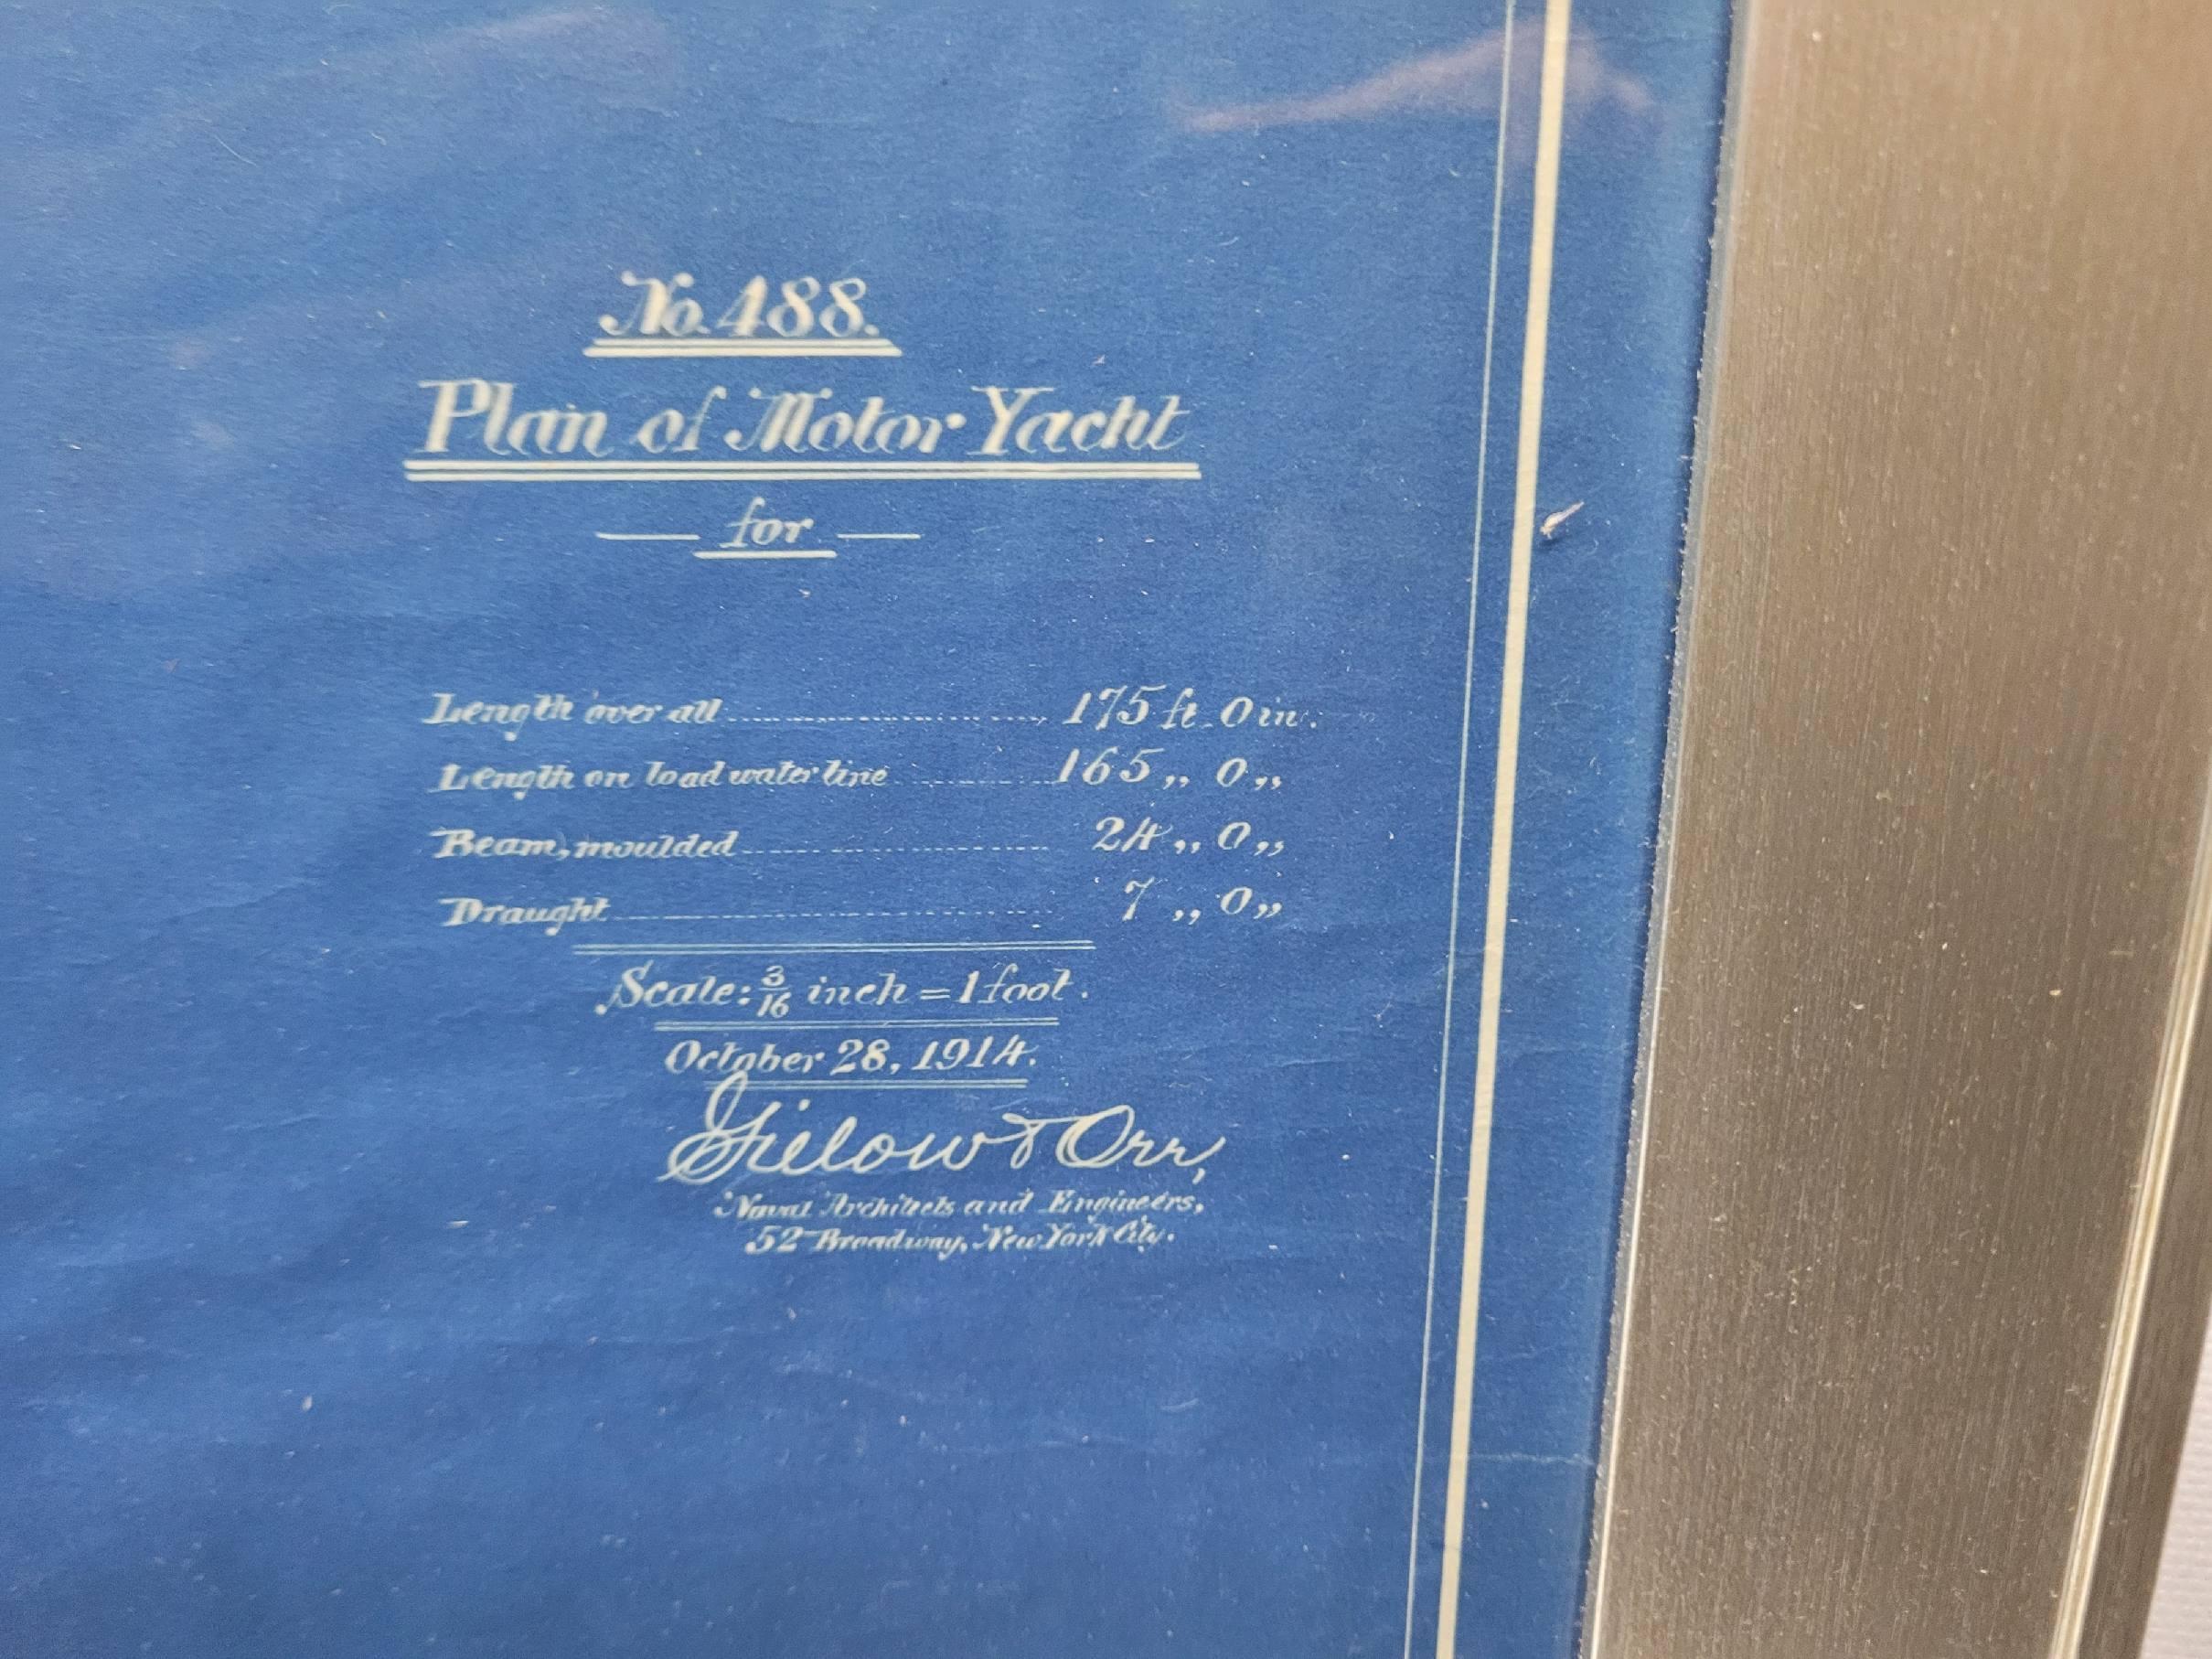 No. 488.
Plan of Motor Yacht
— for —
Length over all 175 ft. 0 in.
Length on load water line 165 ,, 0 ,,
Beam, moulded 24 ,, 0 ,,
Draught 7 ,, 0 ,,
Scale: 3/16 inch = 1 foot.
October 28, 1914.
Gielow & Orr,
Naval Architects and Engineers,
52 Broadway, New York City.